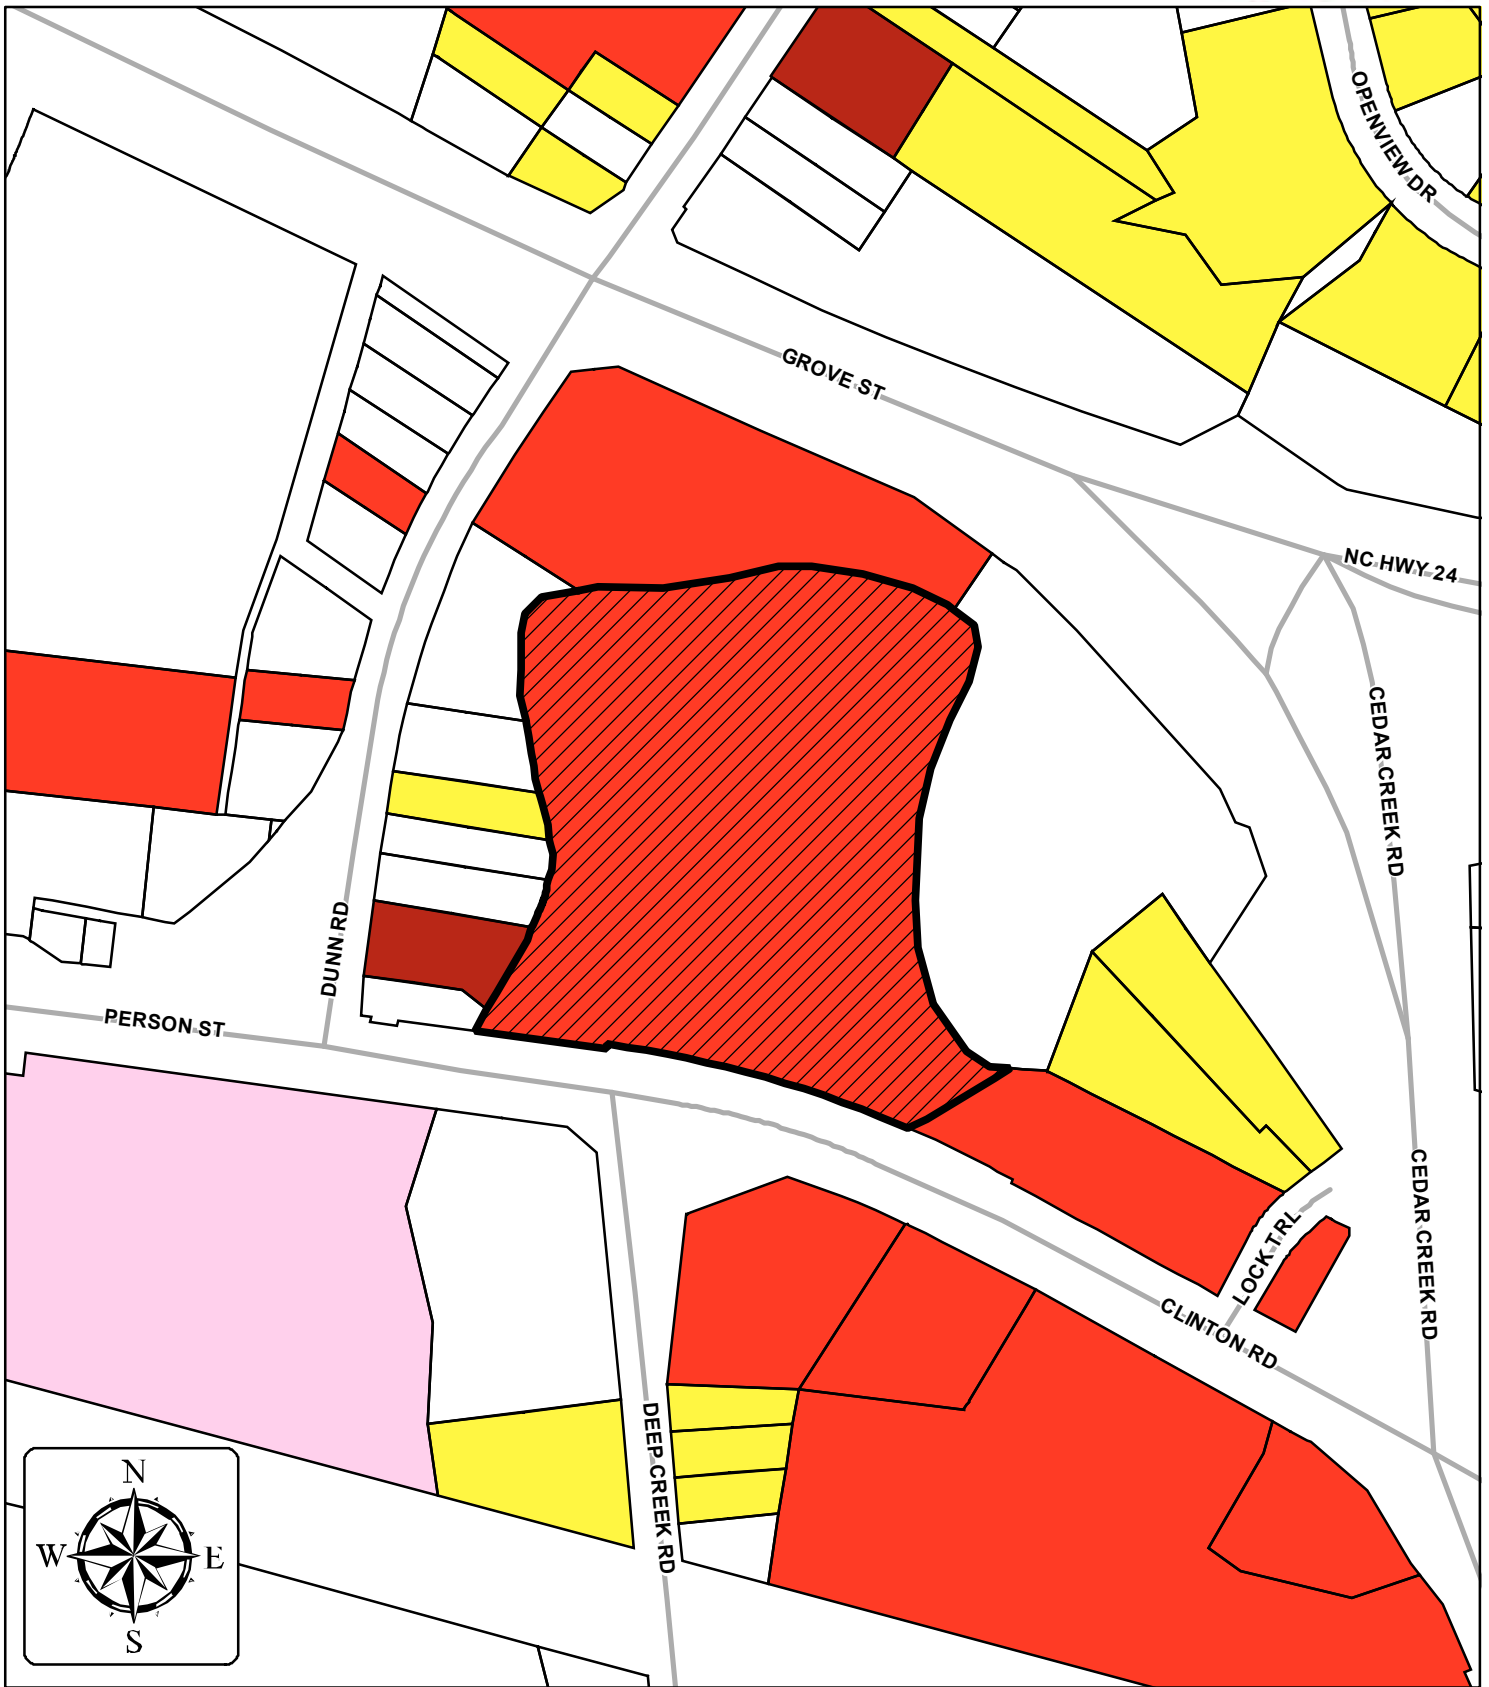 OPENVIEW DR
GROVE ST
NC HWY 24
CEDAR CREEK RD
DUNN RD
PERSON ST
CEDAR CREEK RD
LOCK TRL
CLINTON RD
DEEP CREEK RD
N
W E
S